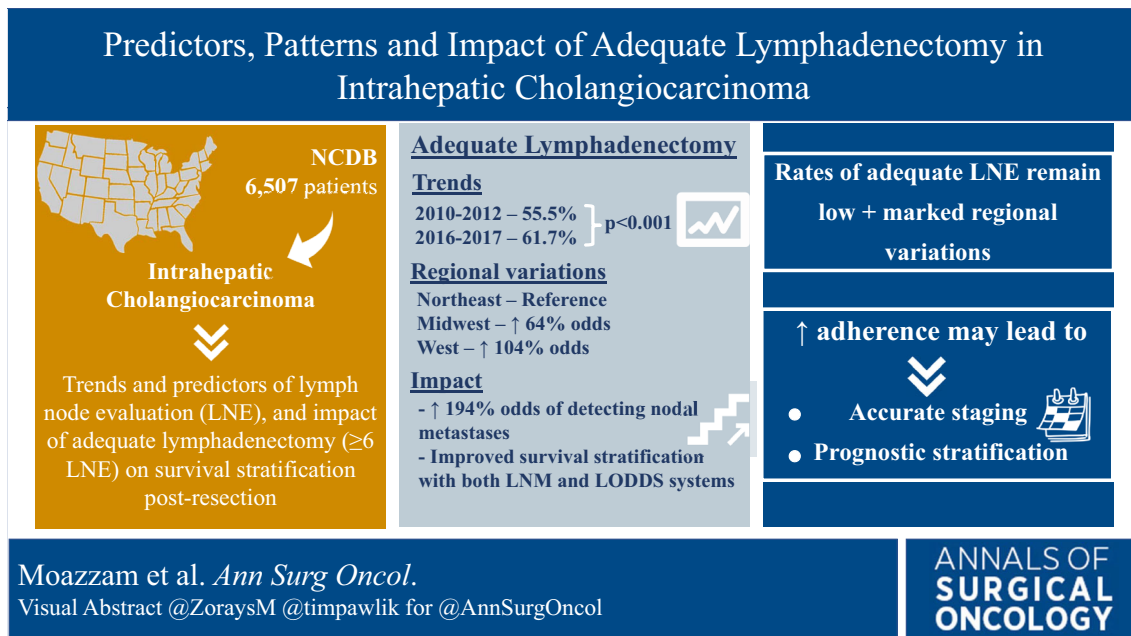 Predictors, Patterns and Impact of Adequate Lymphadenectomy in
Intrahepatic Cholangiocarcinoma
NCDB
6,507 patients
Intrahepatic
Cholangiocarcinoma
Trends and predictors of lymph
node evaluation (LNE), and impact
of adequate lymphadenectomy (≥6
LNE) on survival stratification
post-resection
Adequate Lymphadenectomy
Trends
2010-2012 – 55.5%
2016-2017 – 61.7%
p<0.001
Regional variations
Northeast – Reference
Midwest – ↑ 64% odds
West – ↑ 104% odds
Impact
- ↑ 194% odds of detecting nodal
metastases
- Improved survival stratification
with both LNM and LODDS systems
Rates of adequate LNE remain
low + marked regional
variations
↑ adherence may lead to
● Accurate staging
● Prognostic stratification
Moazzam et al. Ann Surg Oncol.
Visual Abstract @ZoraysM @timpawlik for @AnnSurgOncol
ANNALS OF
SURGICAL
ONCOLOGY